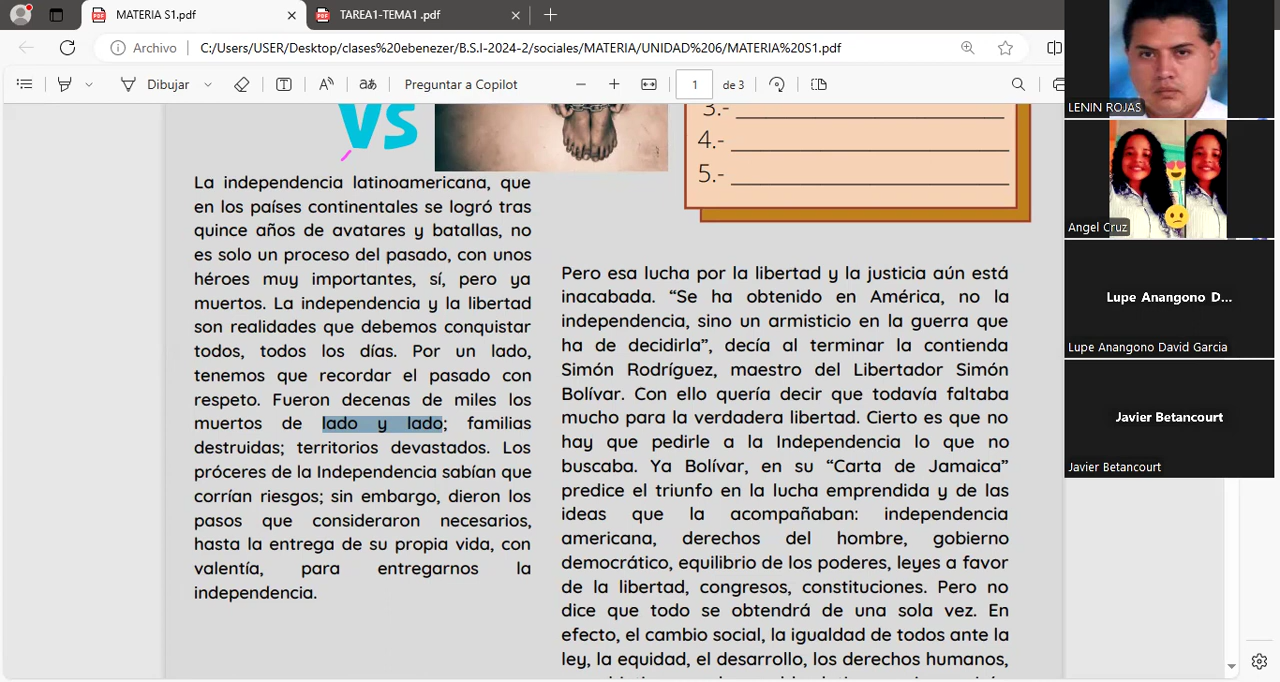 MATERIA S1.pdf
TAREA1-TEMA1 .pdf
Archivo
C:/Users/USER/Desktop/clases%20ebenezer/B.S.I-2024-2/sociales/MATERIA/UNIDAD%206/MATERIA%20S1.pdf
Dibujar
Preguntar a Copilot
1
de 3
VS
3.-
4.-
5.-
La independencia latinoamericana, que
en los países continentales se logró tras
quince años de avatares y batallas, no
es solo un proceso del pasado, con unos
héroes muy importantes, sí, pero ya
muertos. La independencia y la libertad
son realidades que debemos conquistar
todos, todos los días. Por un lado,
tenemos que recordar el pasado con
respeto. Fueron decenas de miles los
muertos de lado y lado; familias
destruidas; territorios devastados. Los
próceres de la Independencia sabían que
corrían riesgos; sin embargo, dieron los
pasos que consideraron necesarios,
hasta la entrega de su propia vida, con
valentía, para entregarnos la
independencia.
Pero esa lucha por la libertad y la justicia aún está
inacabada. “Se ha obtenido en América, no la
independencia, sino un armisticio en la guerra que
ha de decidirla”, decía al terminar la contienda
Simón Rodríguez, maestro del Libertador Simón
Bolívar. Con ello quería decir que todavía faltaba
mucho para la verdadera libertad. Cierto es que no
hay que pedirle a la Independencia lo que no
buscaba. Ya Bolívar, en su “Carta de Jamaica”
predice el triunfo en la lucha emprendida y de las
ideas que la acompañaban: independencia
americana, derechos del hombre, gobierno
democrático, equilibrio de los poderes, leyes a favor
de la libertad, congresos, constituciones. Pero no
dice que todo se obtendrá de una sola vez. En
efecto, el cambio social, la igualdad de todos ante la
ley, la equidad, el desarrollo, los derechos humanos,
LENIN ROJAS
Angel Cruz
Lupe Anangono D...
Lupe Anangono David Garcia
Javier Betancourt
Javier Betancourt